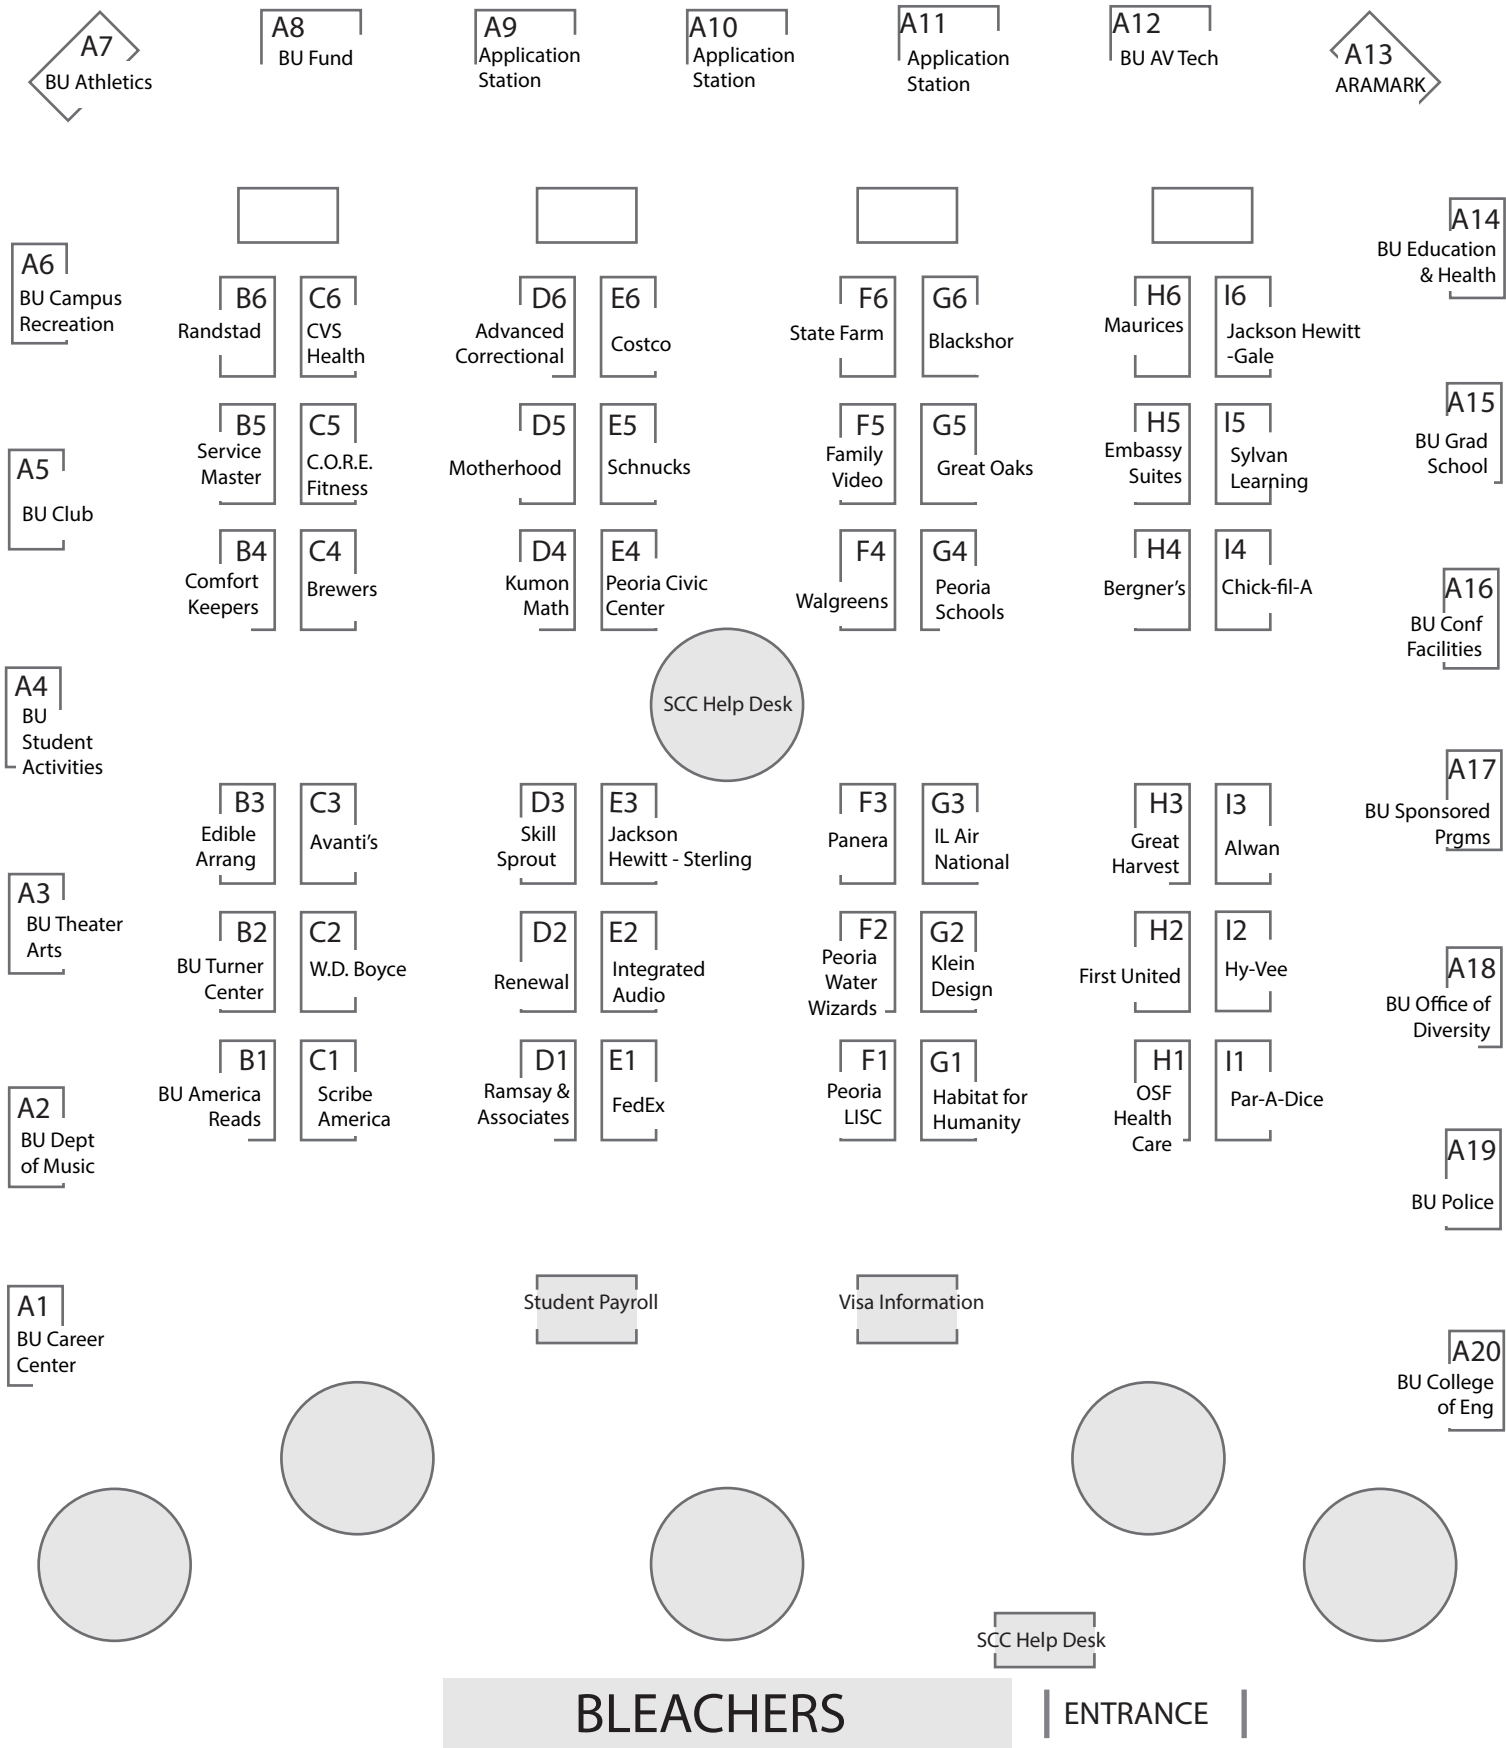 A7
BU Athletics
A8
BU Fund
A9
Application
Station
A10
Application
Station
A11
Application
Station
A12
BU AV Tech
A13
ARAMARK
A6
BU Campus
Recreation
B6
Randstad
C6
CVS
Health
D6
Advanced
Correctional
E6
Costco
F6
State Farm
G6
Blackshor
H6
Maurices
I6
Jackson Hewitt
-Gale
A14
BU Education
& Health
A5
BU Club
B5
Service
Master
C5
C.O.R.E.
Fitness
D5
Motherhood
E5
Schnucks
F5
Family
Video
G5
Great Oaks
H5
Embassy
Suites
I5
Sylvan
Learning
A15
BU Grad
School
B4
Comfort
Keepers
C4
Brewers
D4
Kumon
Math
E4
Peoria Civic
Center
F4
Walgreens
G4
Peoria
Schools
H4
Bergner’s
I4
Chick-fil-A
A16
BU Conf
Facilities
A4
BU
Student
Activities
SCC Help Desk
A17
BU Sponsored
Prgms
B3
Edible
Arrang
C3
Avanti’s
D3
Skill
Sprout
E3
Jackson
Hewitt - Sterling
F3
Panera
G3
IL Air
National
H3
Great
Harvest
I3
Alwan
A3
BU Theater
Arts
B2
BU Turner
Center
C2
W.D. Boyce
D2
Renewal
E2
Integrated
Audio
F2
Peoria
Water
Wizards
G2
Klein
Design
H2
First United
I2
Hy-Vee
A18
BU Office of
Diversity
A2
BU Dept
of Music
B1
BU America
Reads
C1
Scribe
America
D1
Ramsay &
Associates
E1
FedEx
F1
Peoria
LISC
G1
Habitat for
Humanity
H1
OSF
Health
Care
I1
Par-A-Dice
A19
BU Police
A1
BU Career
Center
Student Payroll
Visa Information
A20
BU College
of Eng
SCC Help Desk
BLEACHERS
ENTRANCE